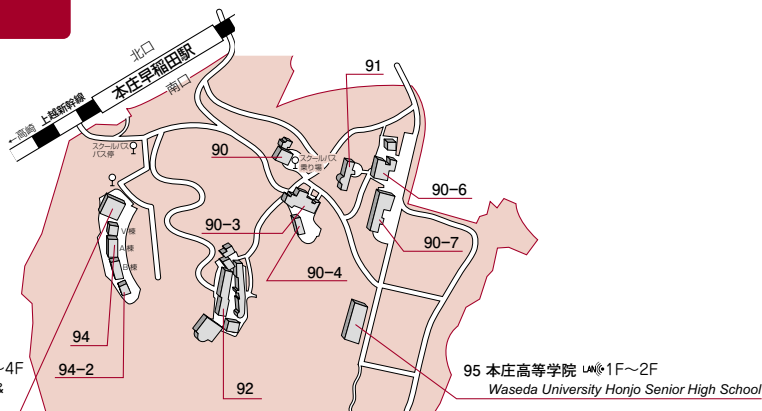 北口
本庄早稲田駅
南口
上越新幹線
←高崎
スクールバス
バス停
スクールバス
乗り場
90
91
90-6
90-3
90-7
90-4
V棟
A棟
B棟
94
94-2
92
~4F
&
95 本庄高等学院 LAN 1F~2F
Waseda University Honjo Senior High School